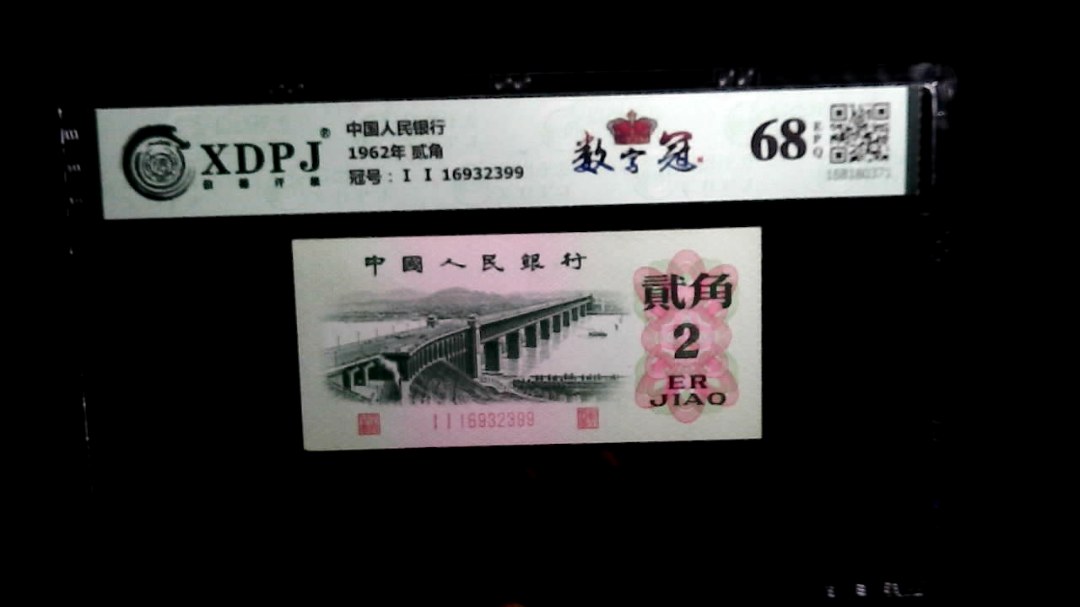 XDPJ®
中国人民银行
1962年 贰角
冠号：I I 16932399
数字冠
68
EPQ
中國人民銀行
貳角
2
ER
JIAO
I I 16932399